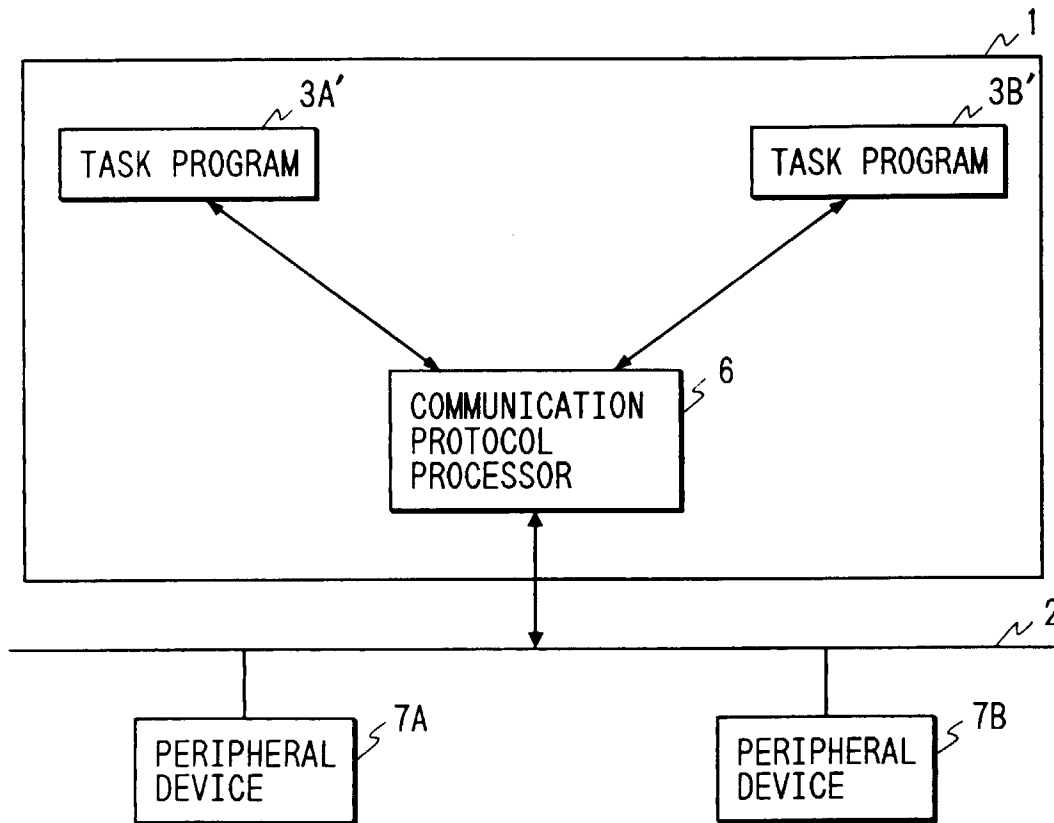 1
3A′
3B′
TASK PROGRAM
TASK PROGRAM
6
COMMUNICATION
PROTOCOL
PROCESSOR
2
7A
7B
PERIPHERAL
DEVICE
PERIPHERAL
DEVICE